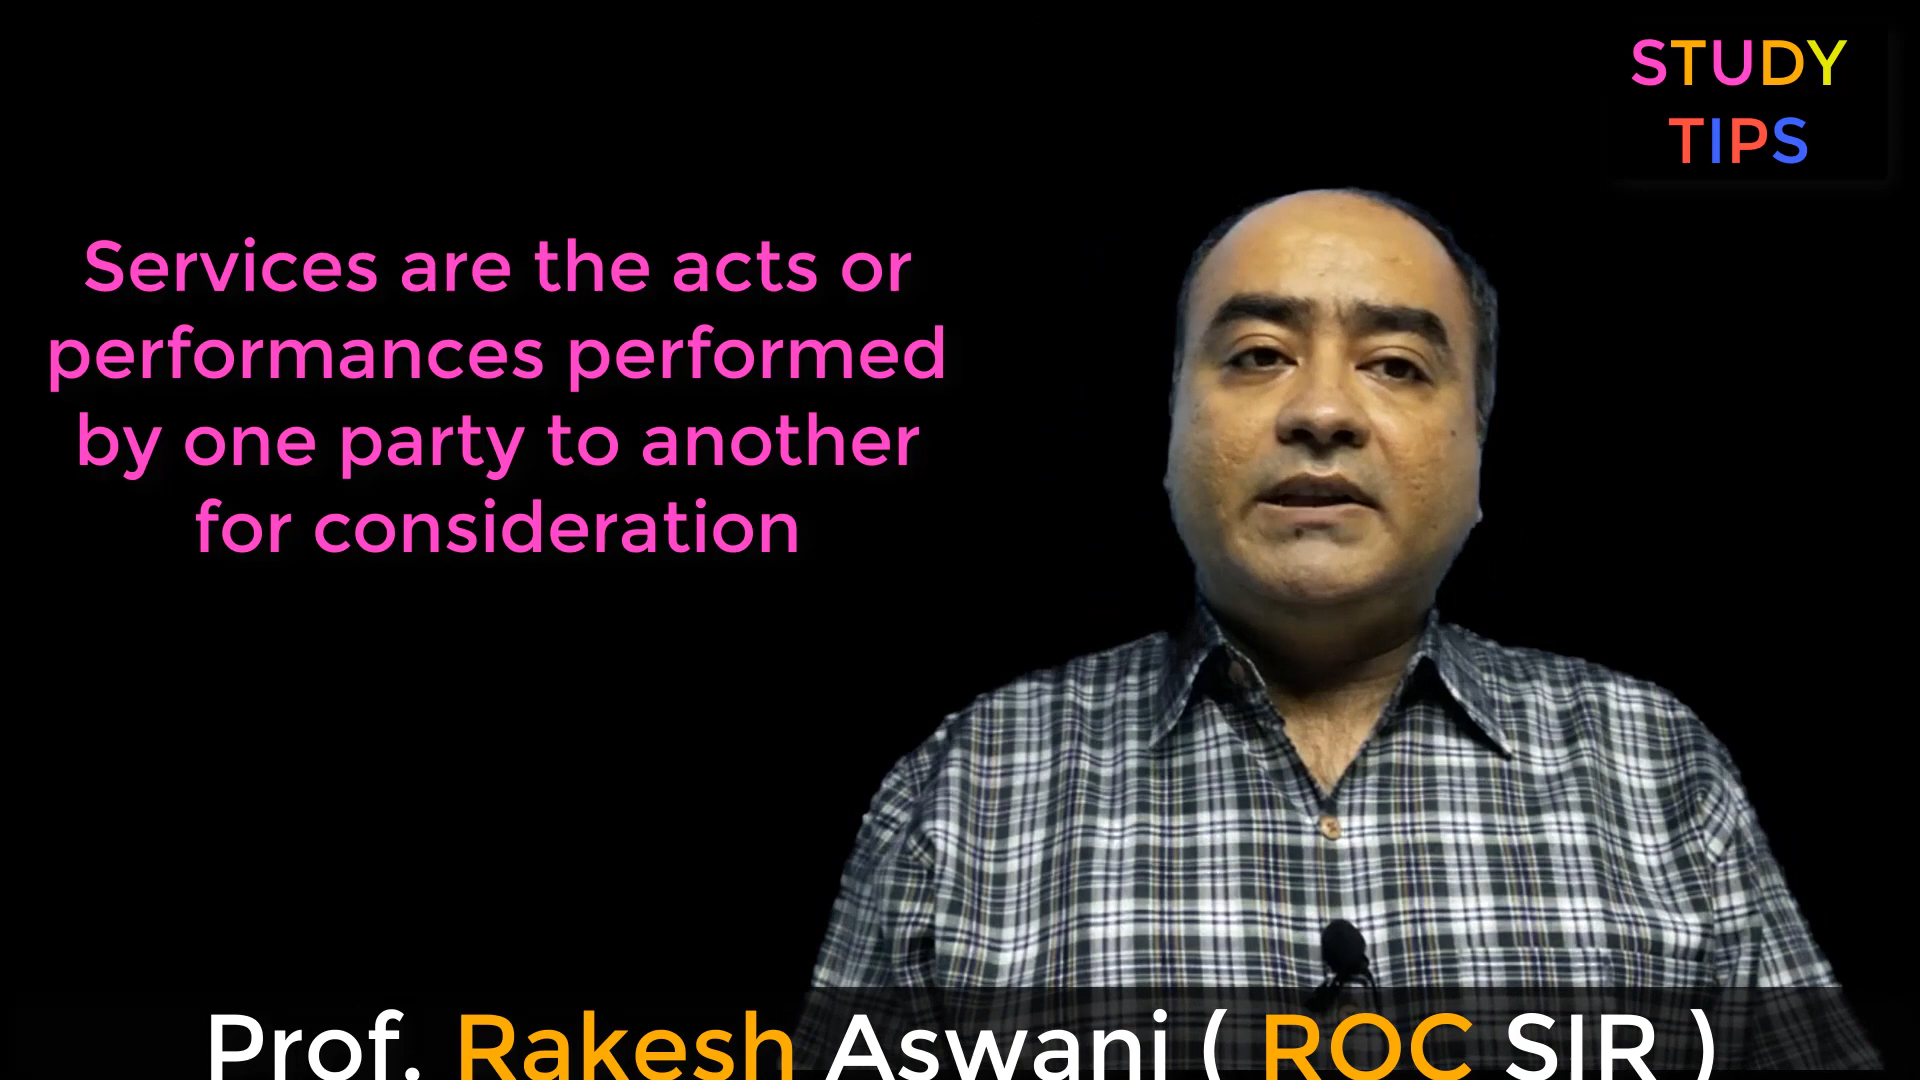 STUDY
TIPS
Services are the acts or
performances performed
by one party to another
for consideration
Prof. Rakesh Aswani ( ROC SIR )